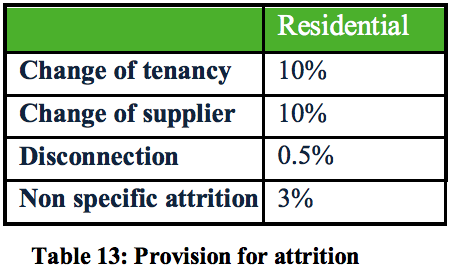 Residential
Change of tenancy 10%
Change of supplier 10%
Disconnection 0.5%
Non specific attrition 3%
Table 13: Provision for attrition